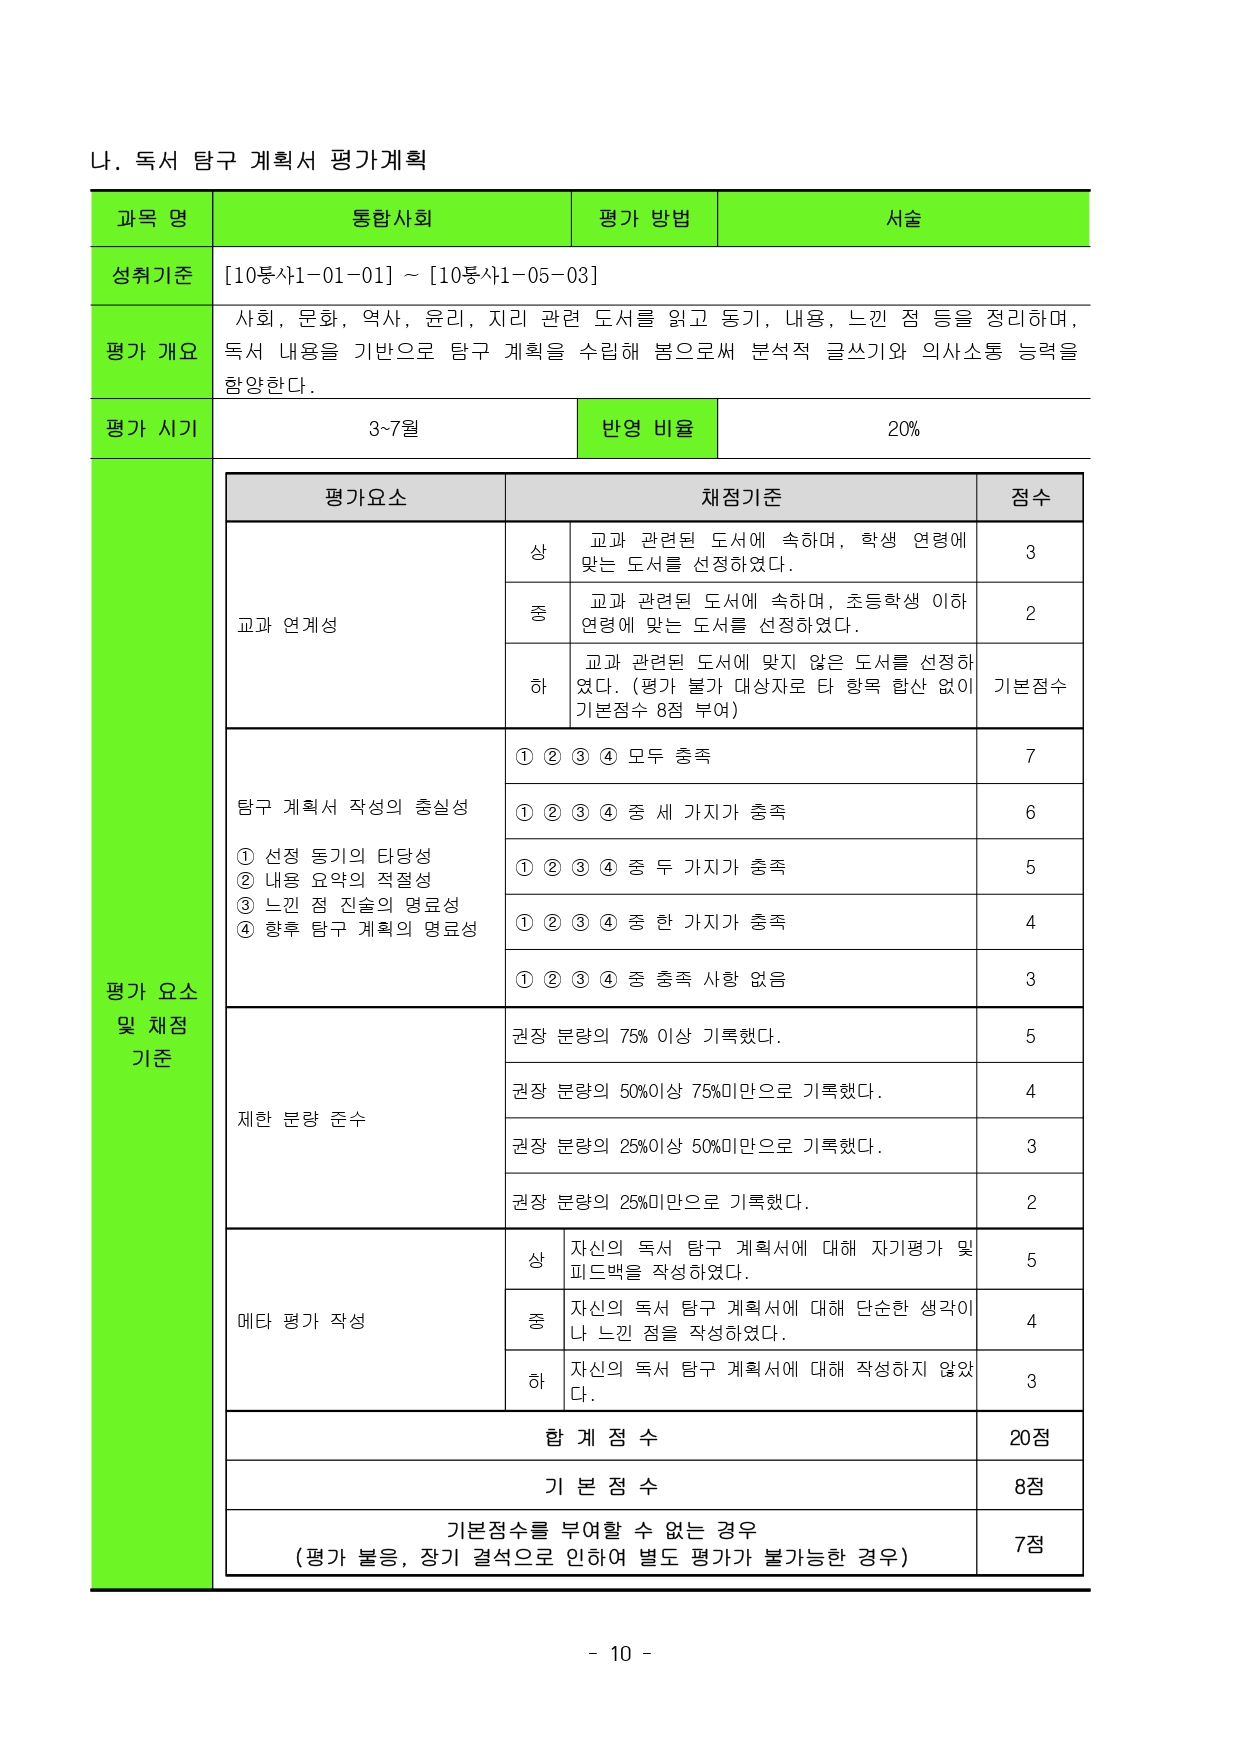 나. 독서 탐구 계획서 평가계획
과목 명 통합사회 평가 방법 서술
성취기준 [10통사1-01-01] ~ [10통사1-05-03]
사회, 문화, 역사, 윤리, 지리 관련 도서를 읽고 동기, 내용, 느낀 점 등을 정리하며,
평가 개요 독서 내용을 기반으로 탐구 계획을 수립해 봄으로써 분석적 글쓰기와 의사소통 능력을
함양한다.
평가 시기 3~7월 반영 비율 20%
평가 요소
및 채점
기준
평가요소 채점기준 점수
교과 연계성
상 교과 관련된 도서에 속하며, 학생 연령에
맞는 도서를 선정하였다.
3
중 교과 관련된 도서에 속하며, 초등학생 이하
연령에 맞는 도서를 선정하였다.
2
하 교과 관련된 도서에 맞지 않은 도서를 선정하
였다. (평가 불가 대상자로 타 항목 합산 없이
기본점수 8점 부여)
기본점수
탐구 계획서 작성의 충실성
① 선정 동기의 타당성
② 내용 요약의 적절성
③ 느낀 점 진술의 명료성
④ 향후 탐구 계획의 명료성
① ② ③ ④ 모두 충족 7
① ② ③ ④ 중 세 가지가 충족 6
① ② ③ ④ 중 두 가지가 충족 5
① ② ③ ④ 중 한 가지가 충족 4
① ② ③ ④ 중 충족 사항 없음 3
제한 분량 준수
권장 분량의 75% 이상 기록했다. 5
권장 분량의 50%이상 75%미만으로 기록했다. 4
권장 분량의 25%이상 50%미만으로 기록했다. 3
권장 분량의 25%미만으로 기록했다. 2
메타 평가 작성
상 자신의 독서 탐구 계획서에 대해 자기평가 및
피드백을 작성하였다.
5
중 자신의 독서 탐구 계획서에 대해 단순한 생각이
나 느낀 점을 작성하였다.
4
하 자신의 독서 탐구 계획서에 대해 작성하지 않았
다.
3
합 계 점 수 20점
기 본 점 수 8점
기본점수를 부여할 수 없는 경우
(평가 불응, 장기 결석으로 인하여 별도 평가가 불가능한 경우)
7점
- 10 -